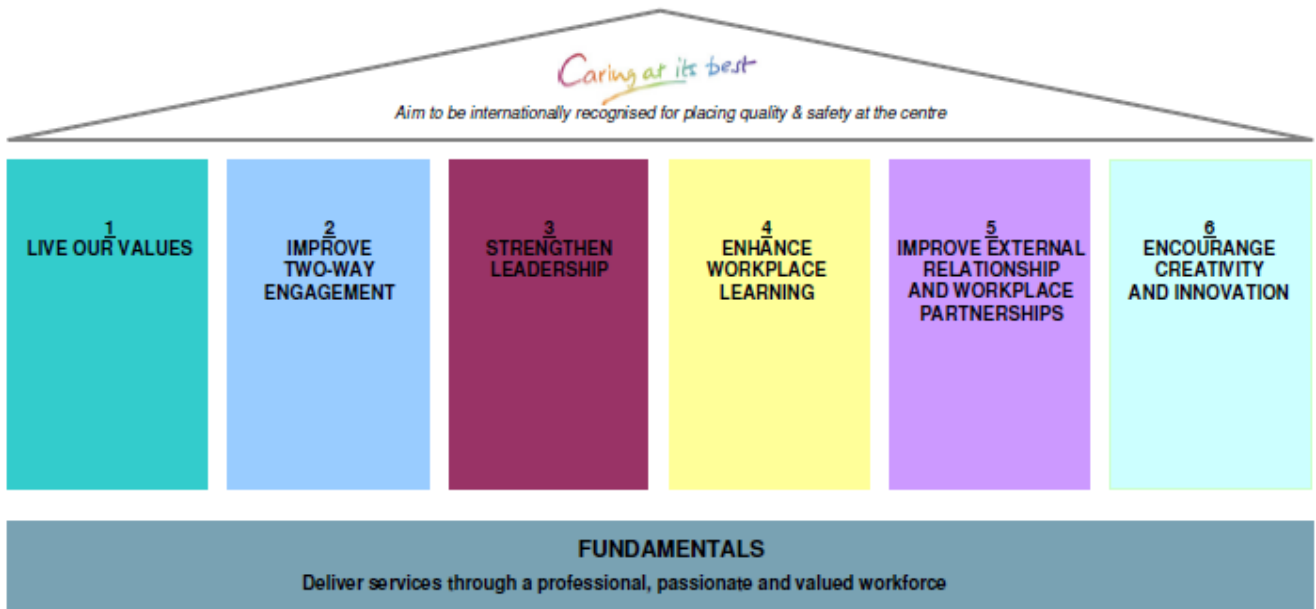 Caring at its best
Aim to be internationally recognised for placing quality & safety at the centre
1
LIVE OUR VALUES
2
IMPROVE
TWO-WAY
ENGAGEMENT
3
STRENGTHEN
LEADERSHIP
4
ENHANCE
WORKPLACE
LEARNING
5
IMPROVE EXTERNAL
RELATIONSHIP
AND WORKPLACE
PARTNERSHIPS
6
ENCOURANGE
CREATIVITY
AND INNOVATION
FUNDAMENTALS
Deliver services through a professional, passionate and valued workforce